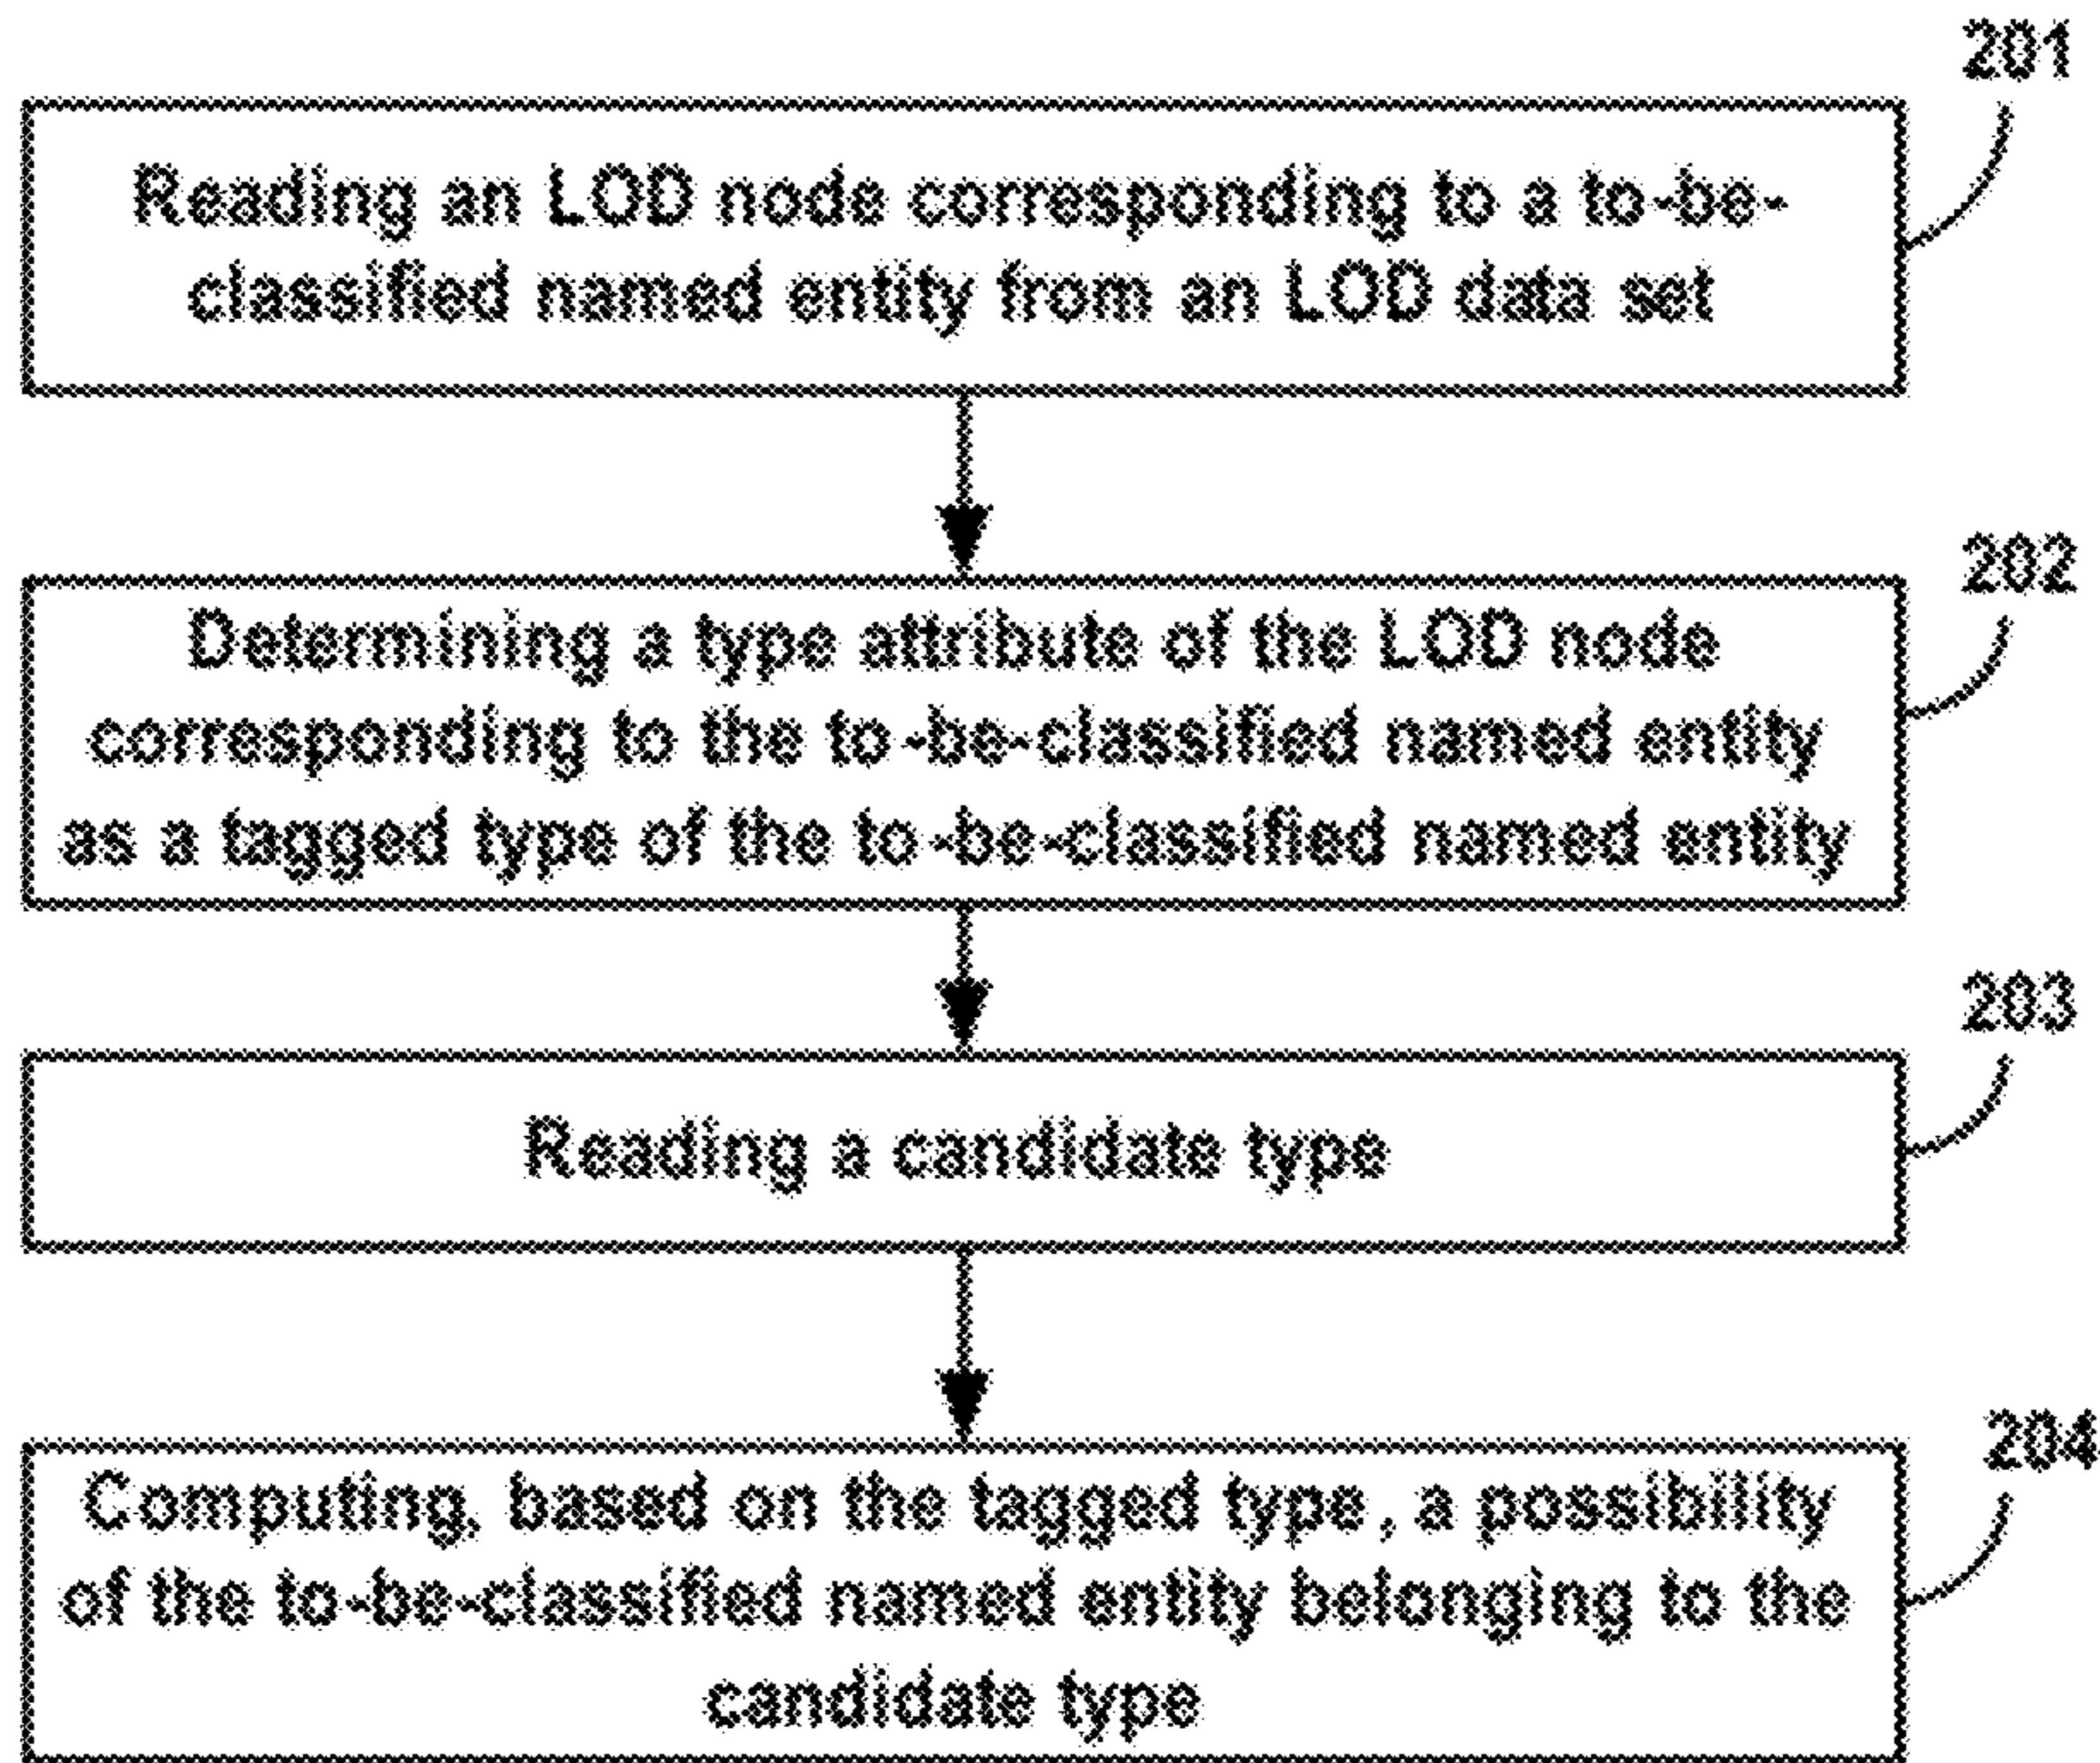 201
Reading an LOD node corresponding to a to-be-
classified named entity from an LOD data set
202
Determining a type attribute of the LOD node
corresponding to the to-be-classified named entity
as a tagged type of the to-be-classified named entity
203
Reading a candidate type
204
Computing, based on the tagged type, a possibility
of the to-be-classified named entity belonging to the
candidate type